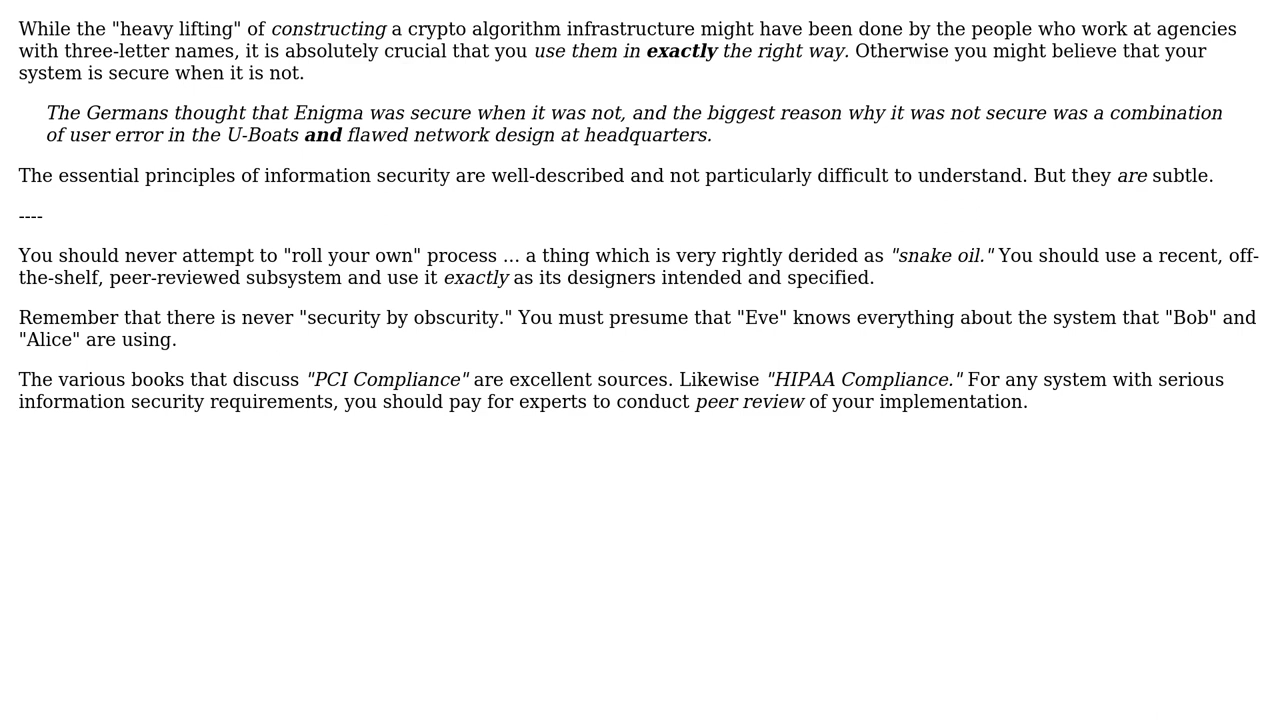 While the "heavy lifting" of constructing a crypto algorithm infrastructure might have been done by the people who work at agencies
with three-letter names, it is absolutely crucial that you use them in exactly the right way. Otherwise you might believe that your
system is secure when it is not.
The Germans thought that Enigma was secure when it was not, and the biggest reason why it was not secure was a combination
of user error in the U-Boats and flawed network design at headquarters.
The essential principles of information security are well-described and not particularly difficult to understand. But they are subtle.
----
You should never attempt to "roll your own" process ... a thing which is very rightly derided as "snake oil." You should use a recent, off-
the-shelf, peer-reviewed subsystem and use it exactly as its designers intended and specified.
Remember that there is never "security by obscurity." You must presume that "Eve" knows everything about the system that "Bob" and
"Alice" are using.
The various books that discuss "PCI Compliance" are excellent sources. Likewise "HIPAA Compliance." For any system with serious
information security requirements, you should pay for experts to conduct peer review of your implementation.